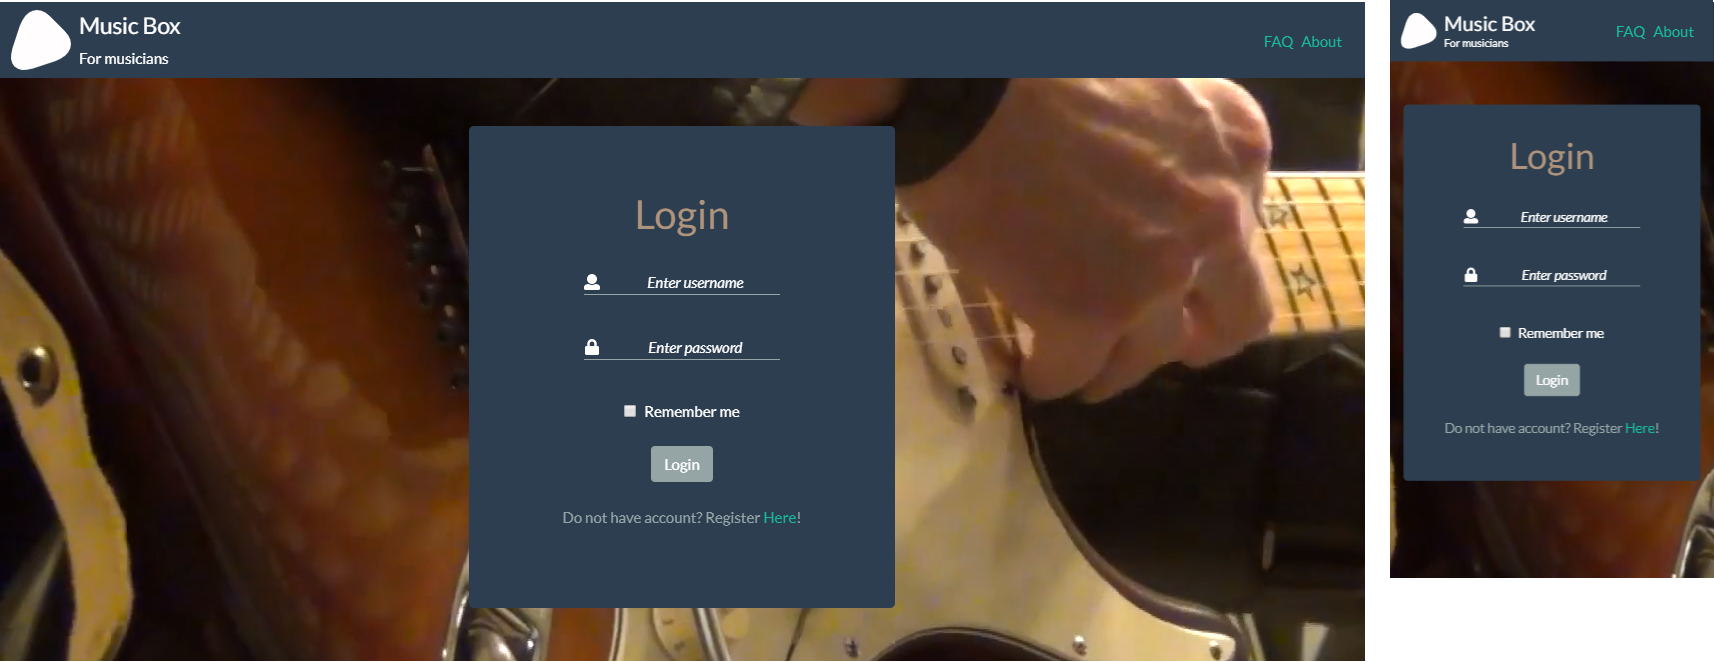 Music Box
For musicians
FAQ About
Login
Enter username
Enter password
Remember me
Login
Do not have account? Register Here!
Music Box
For musicians
FAQ About
Login
Enter username
Enter password
Remember me
Login
Do not have account? Register Here!